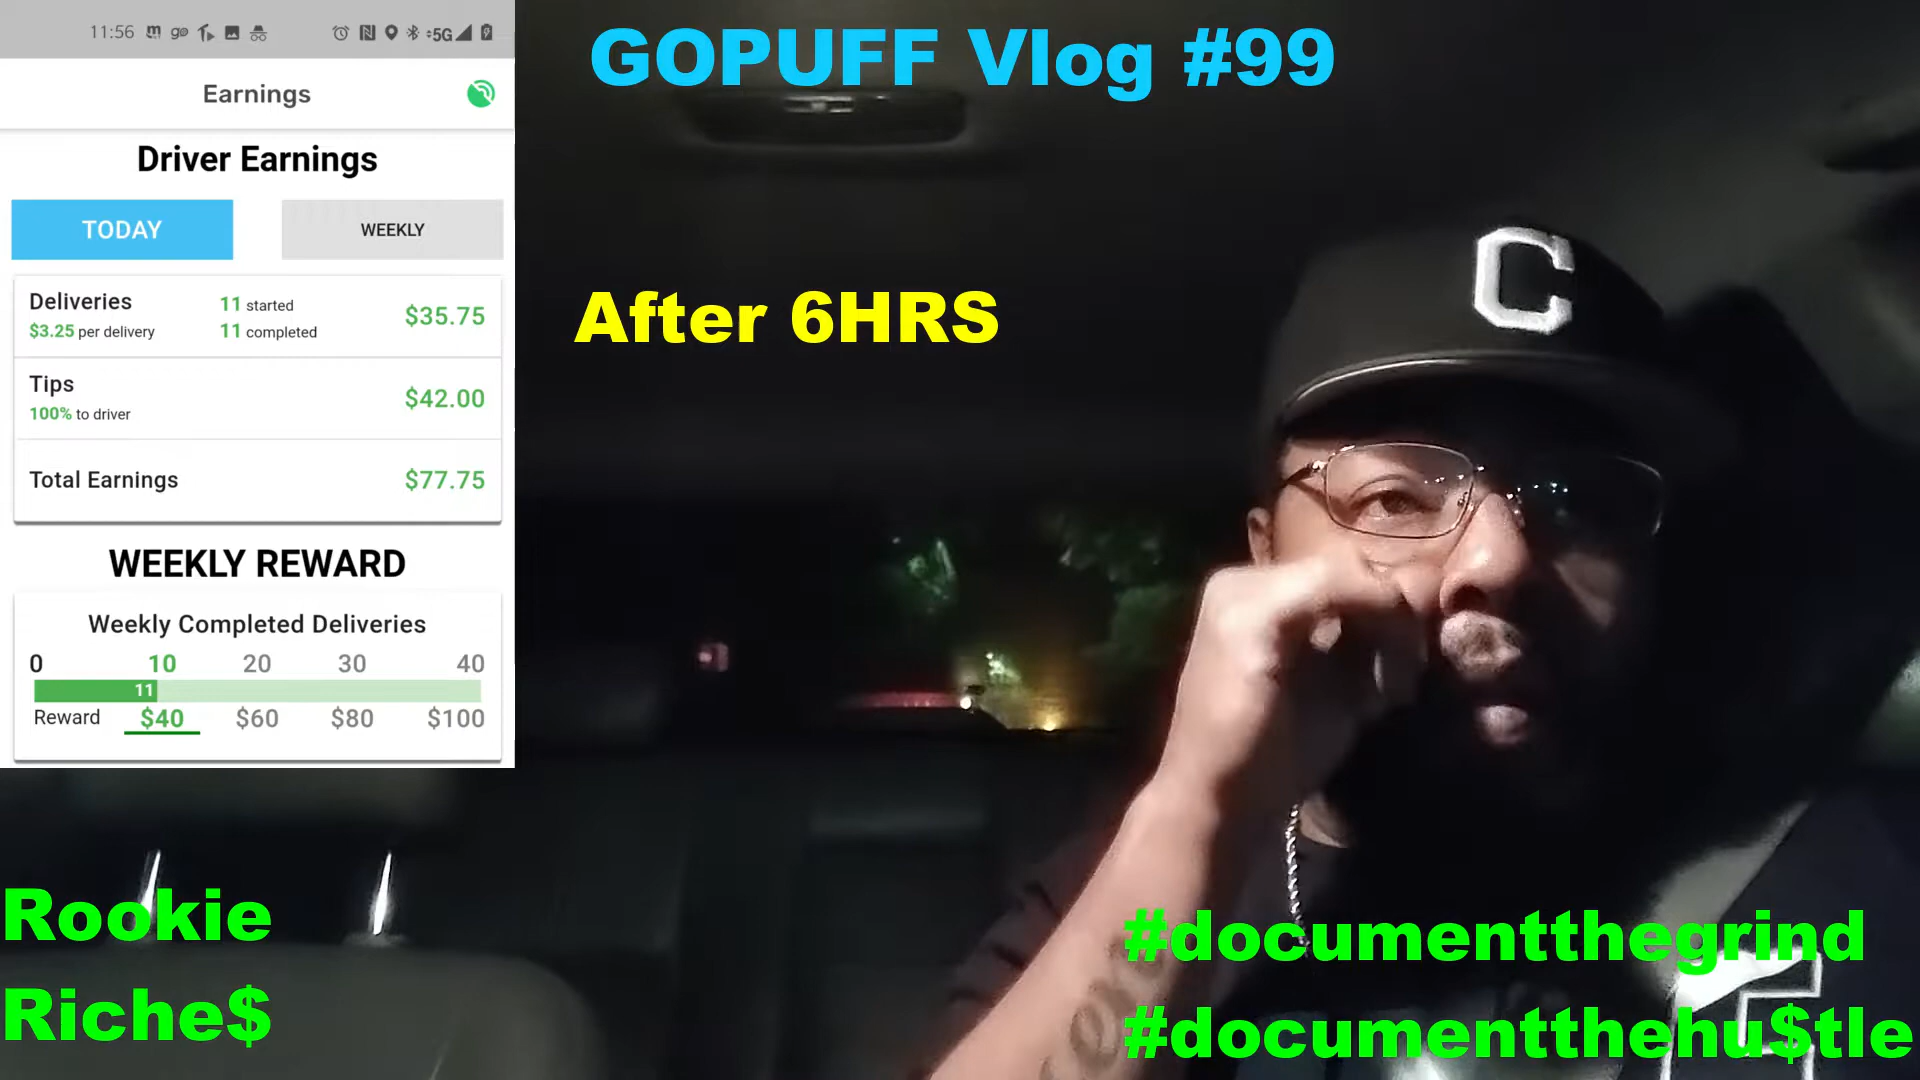 11:56 go 5G
Earnings
Driver Earnings
TODAY WEEKLY
Deliveries 11 started $35.75
$3.25 per delivery 11 completed
Tips $42.00
100% to driver
Total Earnings $77.75
WEEKLY REWARD
Weekly Completed Deliveries
0 10 20 30 40
11
Reward $40 $60 $80 $100
GOPUFF Vlog #99
After 6HRS
C
Rookie
Riche$
#documentthegrind
#documentthehu$tle